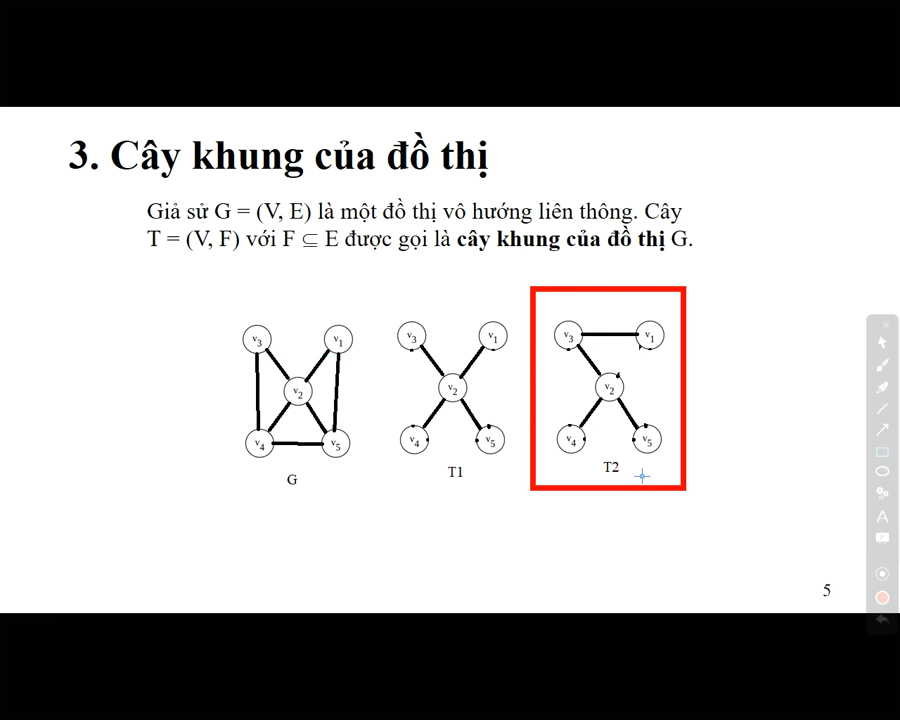 3. Cây khung của đồ thị
Giả sử G = (V, E) là một đồ thị vô hướng liên thông. Cây
T = (V, F) với F ⊆ E được gọi là cây khung của đồ thị G.
v3 v1 v3 v1 v3 v1
v2 v2 v2
v4 v5 v4 v5 v4 v5
G T1 T2
5